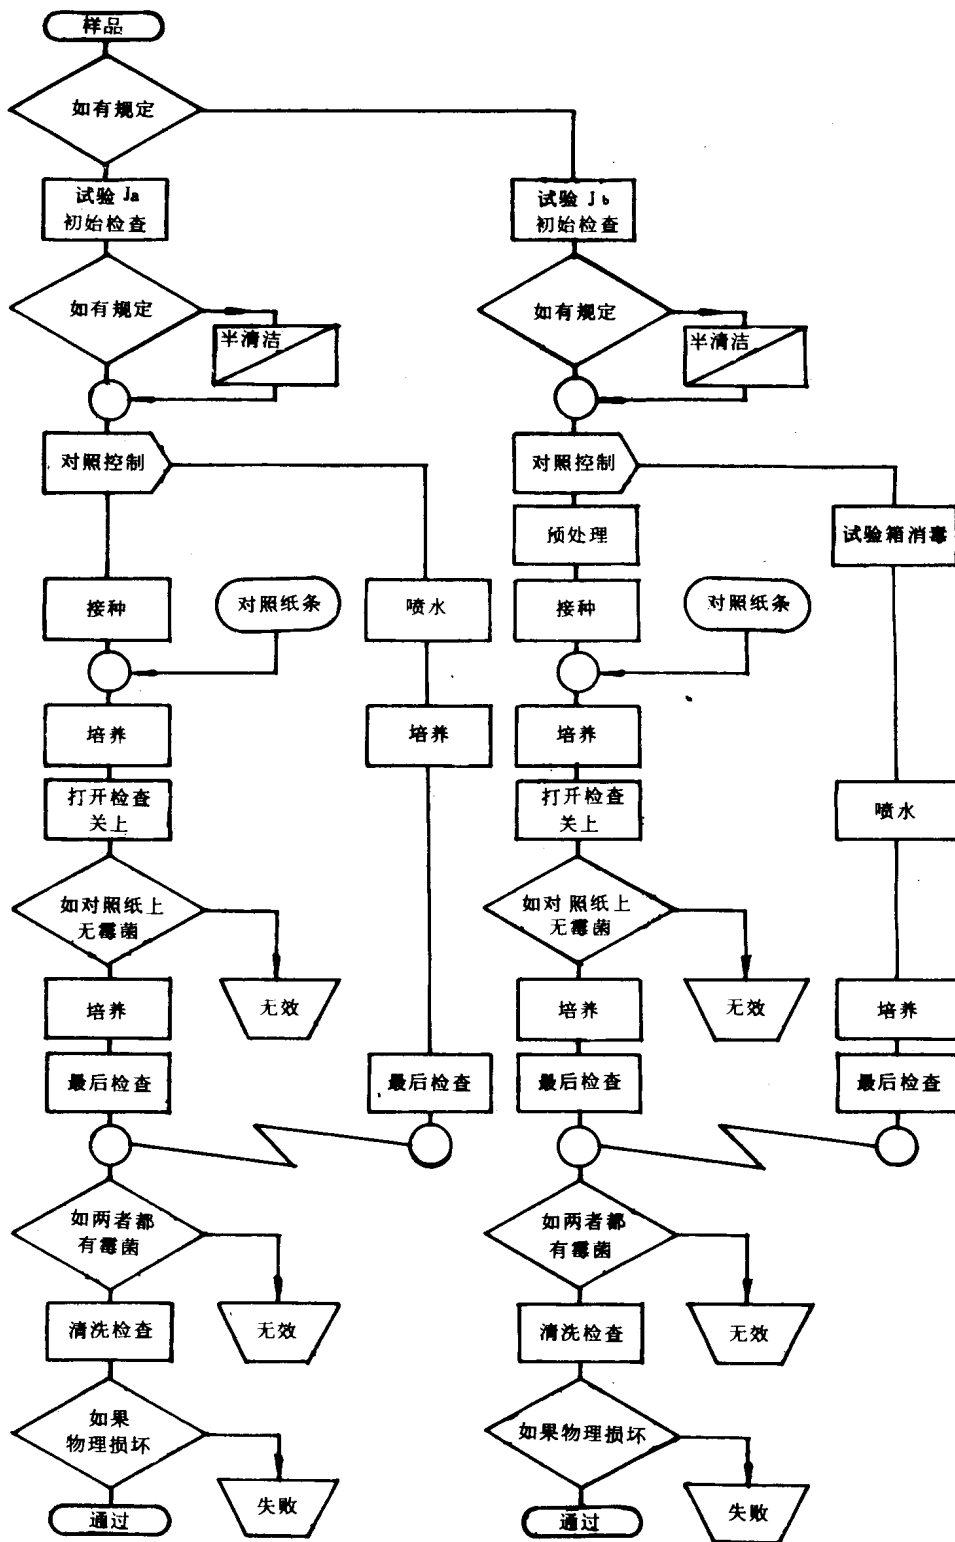 样品
如有规定
试验 Ja
初始检查
如有规定
半清洁
对照控制
接种
对照纸条
喷水
培养
培养
打开检查
关上
如对照纸上
无霉菌
无效
培养
最后检查
最后检查
如两者都
有霉菌
无效
清洗检查
如果
物理损坏
失败
通过
试验 Jb
初始检查
如有规定
半清洁
对照控制
试验箱消毒
预处理
接种
对照纸条
培养
打开检查
关上
喷水
如对照纸上
无霉菌
无效
培养
培养
最后检查
最后检查
如两者都
有霉菌
无效
清洗检查
如果物理损坏
失败
通过